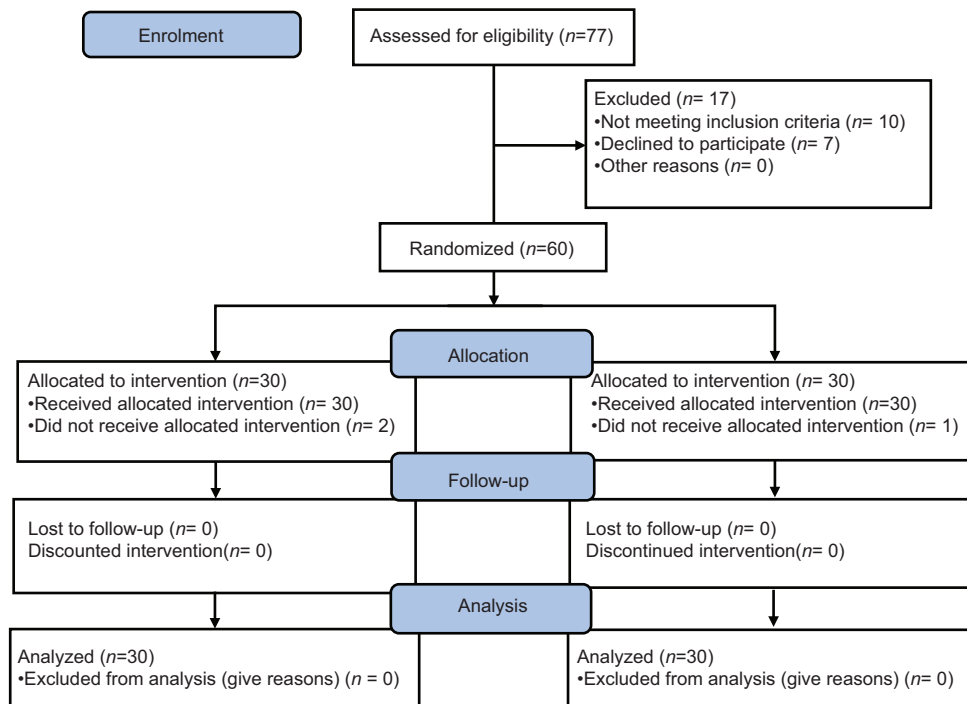 Enrolment
Assessed for eligibility (n=77)
Excluded (n= 17)
•Not meeting inclusion criteria (n= 10)
•Declined to participate (n= 7)
•Other reasons (n= 0)
Randomized (n=60)
Allocation
Allocated to intervention (n=30)
•Received allocated intervention (n= 30)
•Did not receive allocated intervention (n= 2)
Allocated to intervention (n= 30)
•Received allocated intervention (n=30)
•Did not receive allocated intervention (n= 1)
Follow-up
Lost to follow-up (n= 0)
Discounted intervention(n= 0)
Lost to follow-up (n= 0)
Discontinued intervention(n= 0)
Analysis
Analyzed (n=30)
•Excluded from analysis (give reasons) (n = 0)
Analyzed (n=30)
•Excluded from analysis (give reasons) (n= 0)